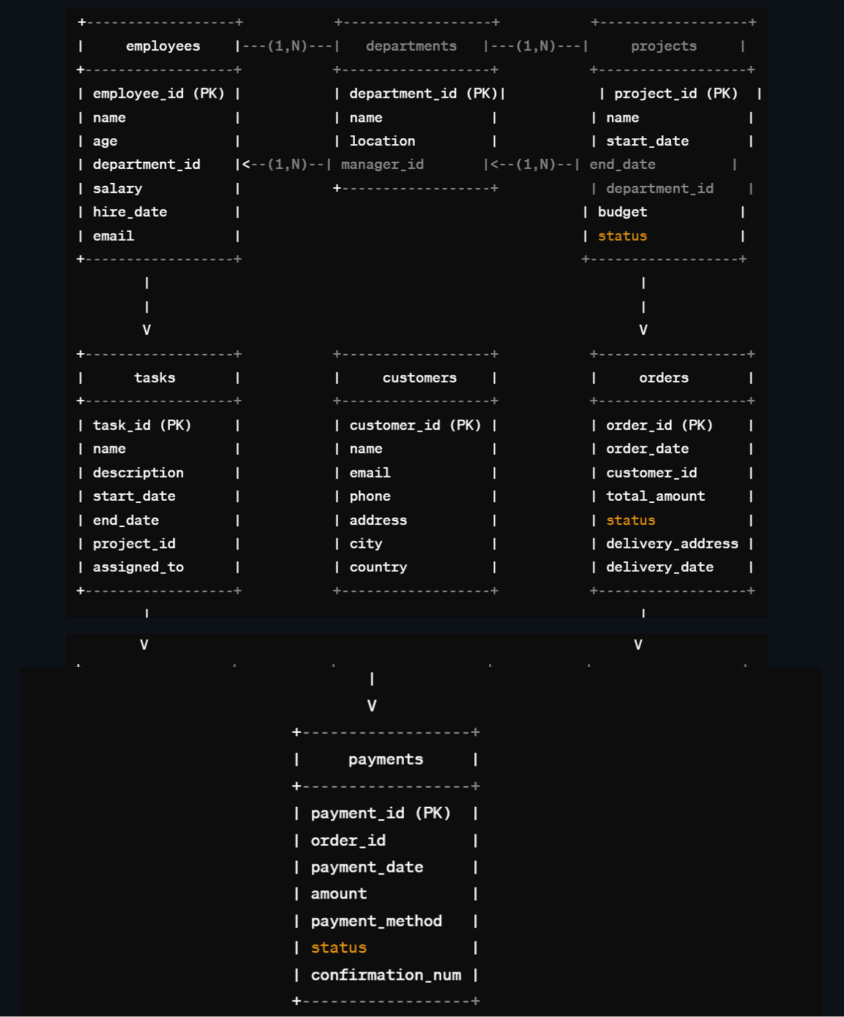 +------------------+           +------------------+           +------------------+
|     employees    |---(1,N)---|   departments   |---(1,N)---|     projects     |
+------------------+           +------------------+           +------------------+
| employee_id (PK) |           | department_id (PK)|           | project_id (PK)  |
| name             |           | name             |           | name             |
| age              |           | location         |           | start_date       |
| department_id    |<--(1,N)--| manager_id       |<--(1,N)--| end_date         |
| salary           |           +------------------+           | department_id    |
| hire_date        |                                         | budget           |
| email            |                                         | status           |
+------------------+                                         +------------------+
        |                                                           |
        |                                                           |
        V                                                           V
+------------------+           +------------------+           +------------------+
|      tasks       |           |     customers    |           |     orders       |
+------------------+           +------------------+           +------------------+
| task_id (PK)     |           | customer_id (PK) |           | order_id (PK)    |
| name             |           | name             |           | order_date       |
| description      |           | email            |           | customer_id      |
| start_date       |           | phone            |           | total_amount     |
| end_date         |           | address          |           | status           |
| project_id       |           | city             |           | delivery_address |
| assigned_to      |           | country          |           | delivery_date    |
+------------------+           +------------------+           +------------------+
        |                                                           |
        V                                                           V
                                   |
                                   V
                          +------------------+
                          |     payments     |
                          +------------------+
                          | payment_id (PK)  |
                          | order_id         |
                          | payment_date     |
                          | amount           |
                          | payment_method   |
                          | status           |
                          | confirmation_num |
                          +------------------+